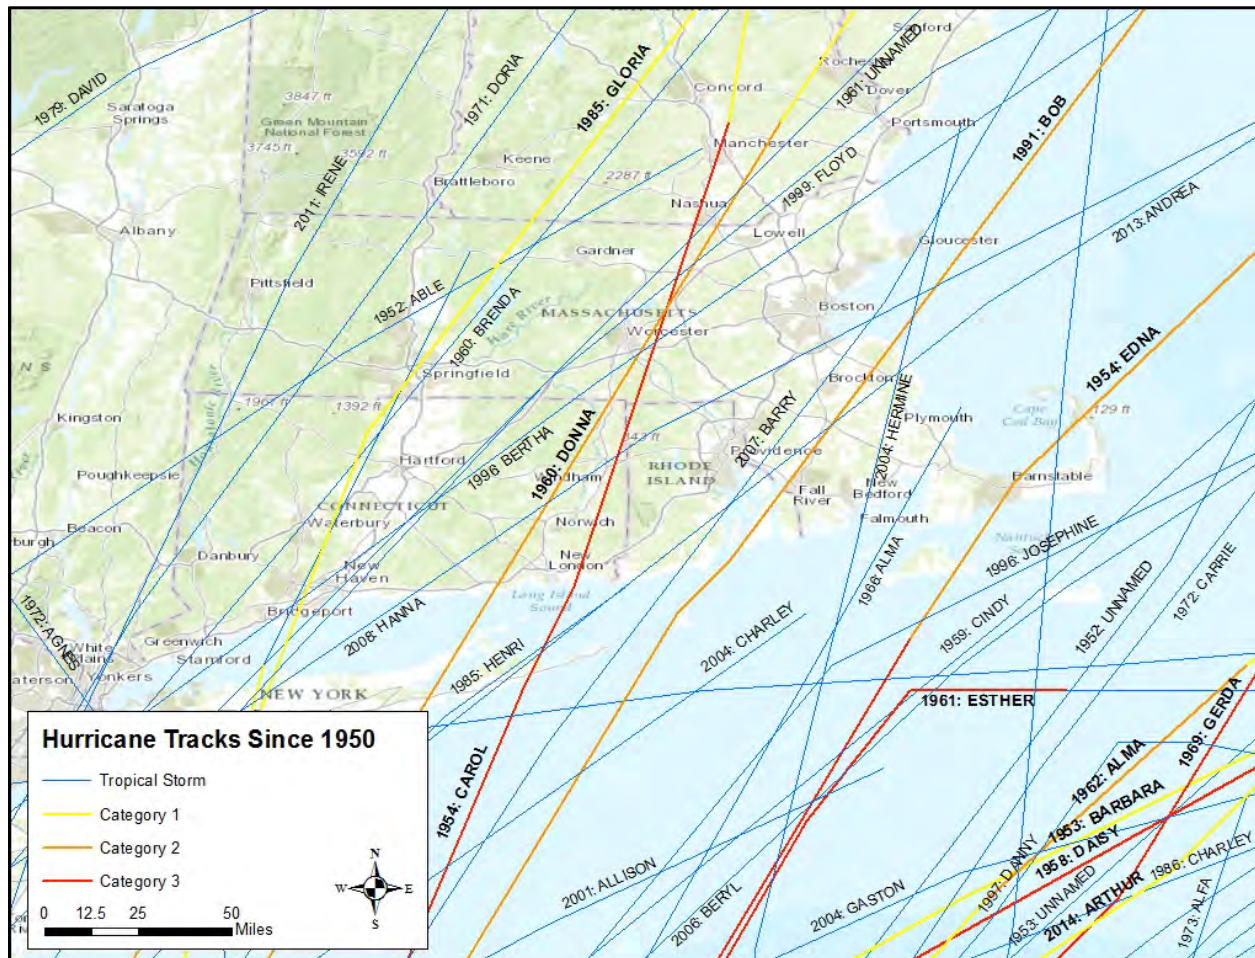 Sanford
Rochester
1979: DAVID
Saratoga
Springs
3847 ft
Green Mountain
National Forest
3745 ft
3592 ft
1971: DORIA
1985: GLORIA
Concord
1961: UNNAMED
Dover
Portsmouth
1991: BOB
Manchester
Keene
2287 ft
Brattleboro
Nashua
1999: FLOYD
2011: IRENE
Albany
Lowell
Gloucester
2013: ANDREA
Gardner
Pittsfield
1952: ABLE
1960: BRENDA
MASSACHUSETTS
Worcester
Boston
Springfield
1392 ft
Kingston
Brockton
1954: EDNA
Cape
Cod Bay
129 ft
Plymouth
2004: HERMINE
2007: BARRY
Providence
1960: DONNA
1996: BERTHA
Hartford
Windham
RHODE
ISLAND
Poughkeepsie
Barnstable
Fall
River
New
Bedford
Falmouth
CONNECTICUT
Waterbury
Norwich
Beacon
Danbury
New
London
New
Haven
Long Island
Sound
Bridgeport
1966: ALMA
1996: JOSEPHINE
1972: CARRIE
1952: UNNAMED
1959: CINDY
1972: AGNES
White
Plains
Yonkers
Greenwich
Stamford
2008: HANNA
1985: HENRI
2004: CHARLEY
NEW YORK
1961: ESTHER
1969: GERDA
1962: ALMA
1953: BARBARA
1958: DAISY
1954: CAROL
2001: ALLISON
2006: BERYL
2004: GASTON
1997: DANNY
1953: UNNAMED
2014: ARTHUR
1986: CHARLEY
1973: ALFA
Hurricane Tracks Since 1950
Tropical Storm
Category 1
Category 2
Category 3
N
W E
S
0 12.5 25 50
Miles